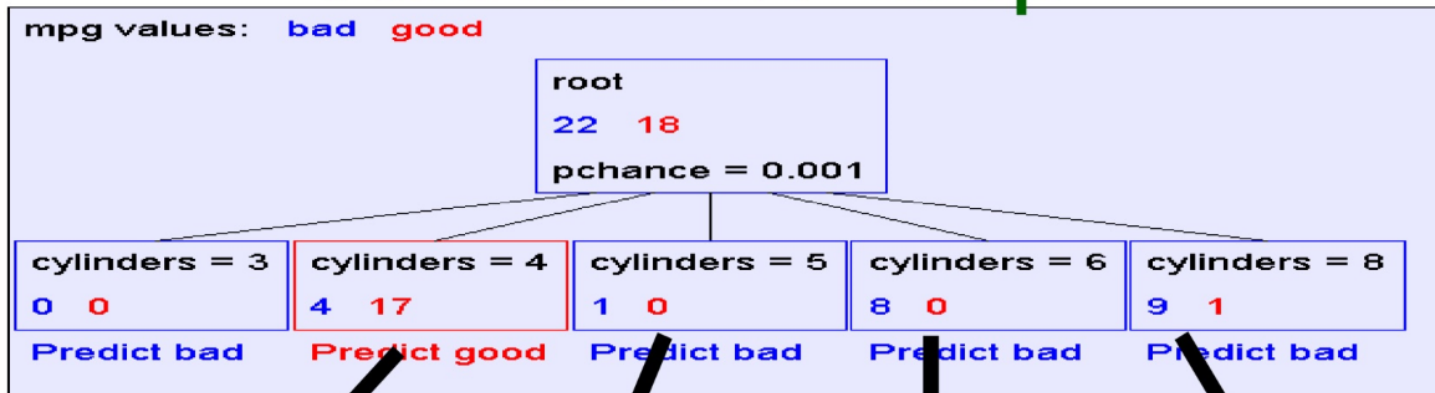 mpg values: bad good
root
22 18
pchance = 0.001
cylinders = 3 cylinders = 4 cylinders = 5 cylinders = 6 cylinders = 8
0 0 4 17 1 0 8 0 9 1
Predict bad Predict good Predict bad Predict bad Predict bad